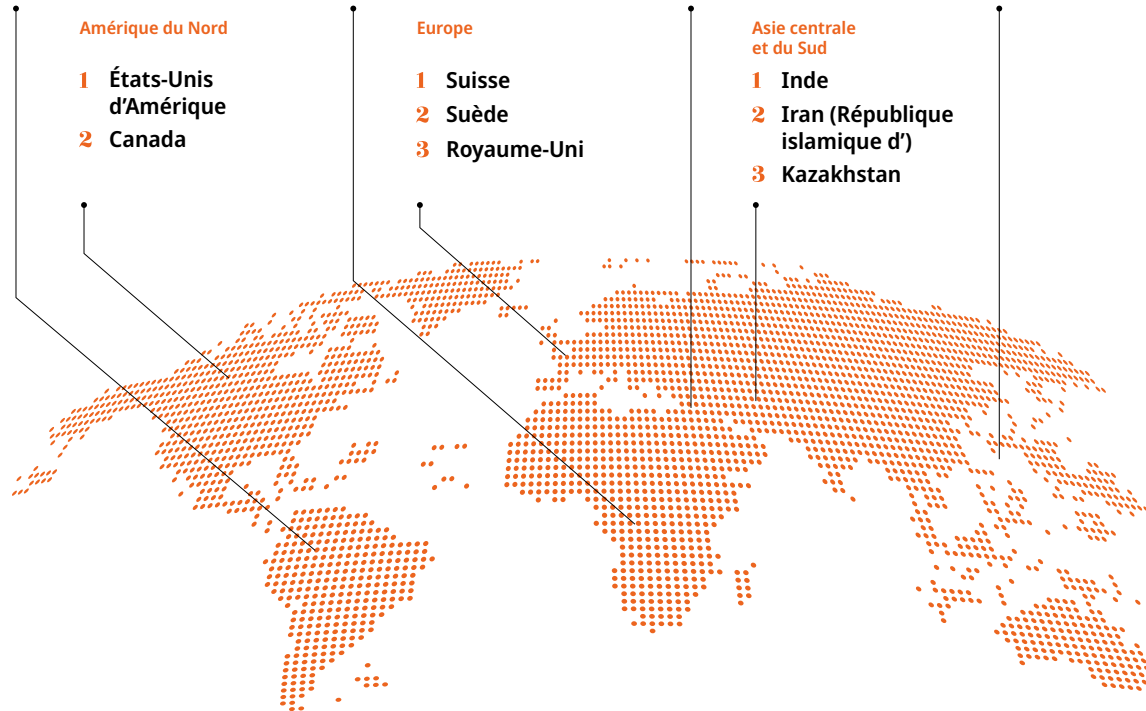 Amérique du Nord
1 États-Unis
d’Amérique
2 Canada
Europe
1 Suisse
2 Suède
3 Royaume-Uni
Asie centrale
et du Sud
1 Inde
2 Iran (République
islamique d’)
3 Kazakhstan